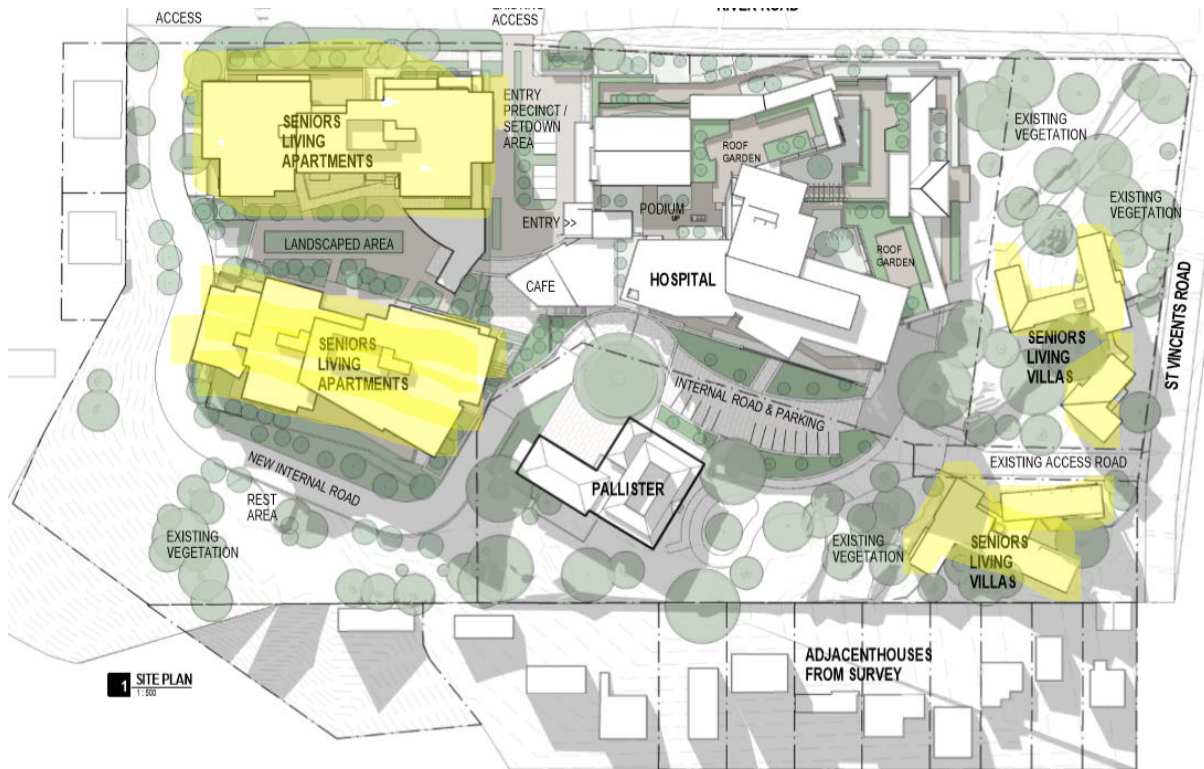 RIVER ROAD
ACCESS
EXISTING
ACCESS
ENTRY
PRECINCT /
SETDOWN
AREA
SENIORS
LIVING
APARTMENTS
ROOF
GARDEN
EXISTING
VEGETATION
EXISTING
VEGETATION
PODIUM
UP
ENTRY >>
LANDSCAPED AREA
ROOF
GARDEN
CAFE
HOSPITAL
ST VINCENTS ROAD
SENIORS
LIVING
VILLAS
SENIORS
LIVING
APARTMENTS
INTERNAL ROAD & PARKING
NEW INTERNAL ROAD
EXISTING ACCESS ROAD
PALLISTER
REST
AREA
EXISTING
VEGETATION
EXISTING
VEGETATION
SENIORS
LIVING
VILLAS
ADJACENTHOUSES
FROM SURVEY
1
SITE PLAN
1 : 500